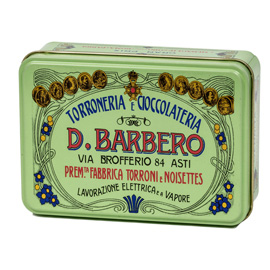 TORRONERIA E CIOCCOLATERIA
D. BARBERO
VIA BROFFERIO 84 ASTI
PREM.TA FABBRICA TORRONI E NOISETTES
LAVORAZIONE ELETTRICA E A VAPORE